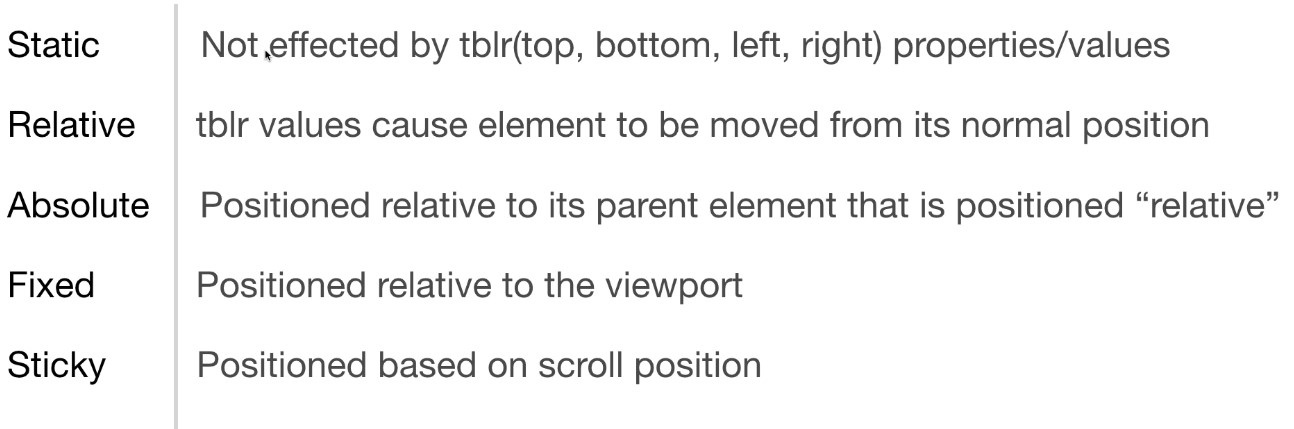 Static Not effected by tblr(top, bottom, left, right) properties/values
Relative tblr values cause element to be moved from its normal position
Absolute Positioned relative to its parent element that is positioned “relative”
Fixed Positioned relative to the viewport
Sticky Positioned based on scroll position